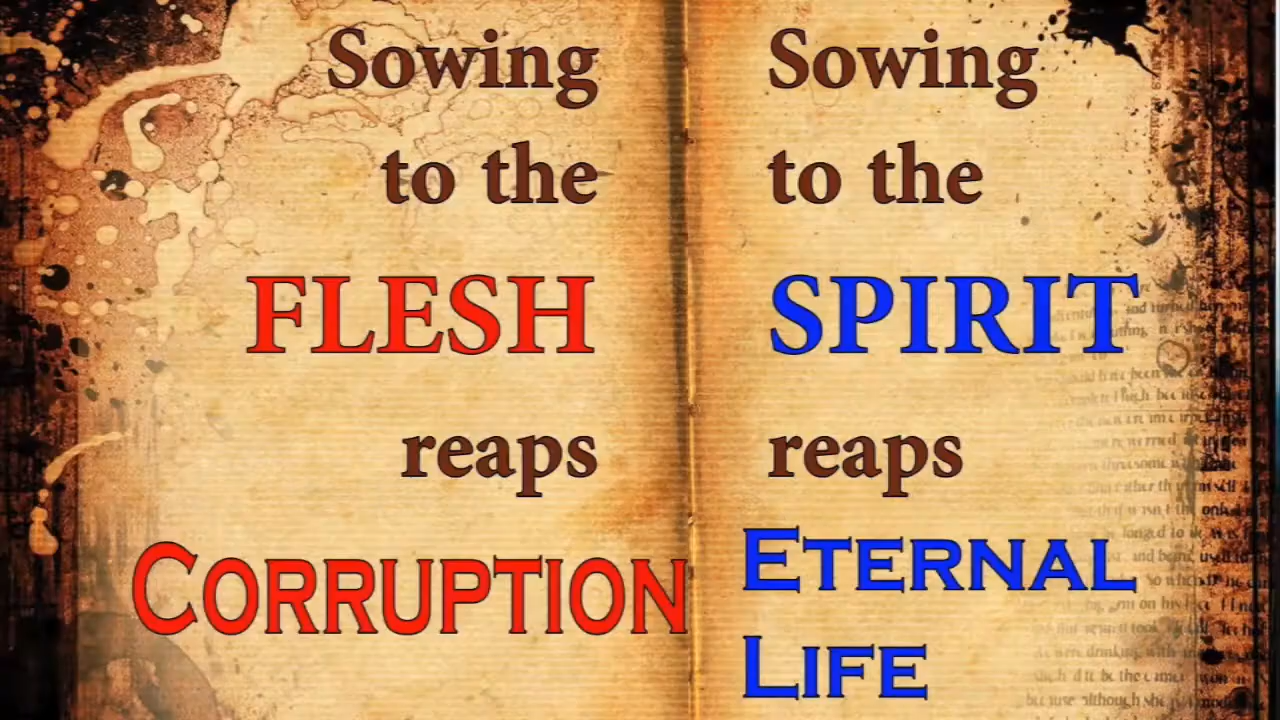 Sowing
to the
FLESH
reaps
CORRUPTION
Sowing
to the
SPIRIT
reaps
ETERNAL
LIFE